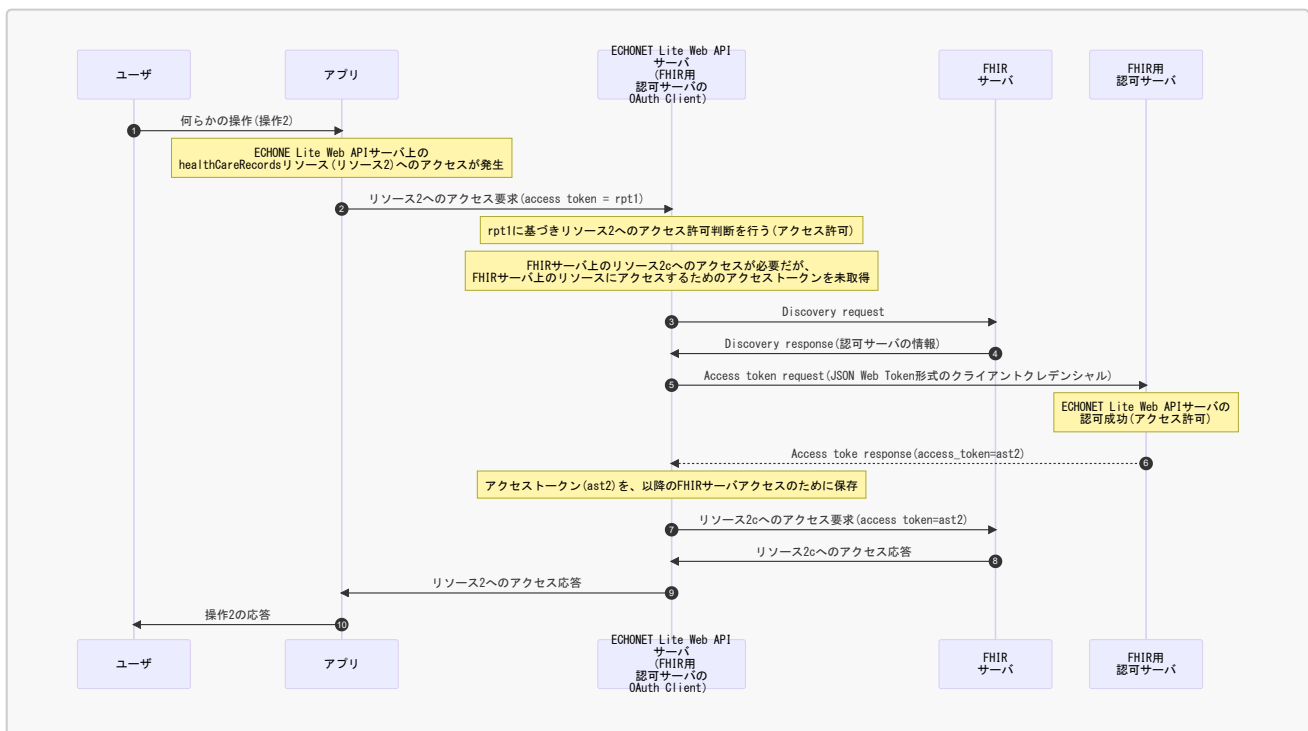 ユーザ
アプリ
ECHONET Lite Web API
サーバ
(FHIR用
認可サーバの
OAuth Client)
FHIR
サーバ
FHIR用
認可サーバ
何らかの操作(操作2)
1
ECHONE Lite Web APIサーバ上の
healthCareRecordsリソース(リソース2)へのアクセスが発生
リソース2へのアクセス要求(access token = rpt1)
2
rpt1に基づきリソース2へのアクセス許可判断を行う(アクセス許可)
FHIRサーバ上のリソース2cへのアクセスが必要だが、
FHIRサーバ上のリソースにアクセスするためのアクセストークンを未取得
Discovery request
3
Discovery response(認可サーバの情報)
4
Access token request(JSON Web Token形式のクライアントクレデンシャル)
5
ECHONET Lite Web APIサーバの
認可成功(アクセス許可)
Access toke response(access_token=ast2)
6
アクセストークン(ast2)を、以降のFHIRサーバアクセスのために保存
リソース2cへのアクセス要求(access token=ast2)
7
リソース2cへのアクセス応答
8
リソース2へのアクセス応答
9
操作2の応答
10
ユーザ
アプリ
ECHONET Lite Web API
サーバ
(FHIR用
認可サーバの
OAuth Client)
FHIR
サーバ
FHIR用
認可サーバ